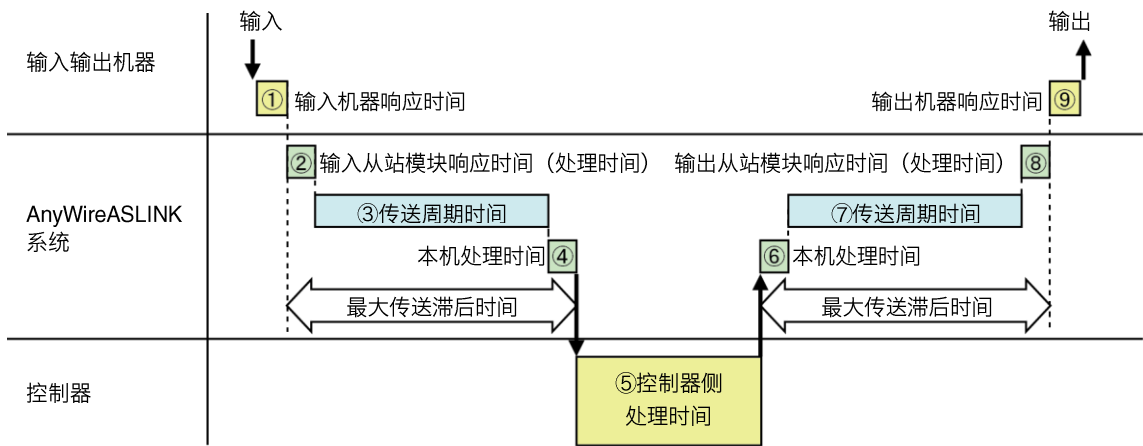 输入
输出
输入输出机器
① 输入机器响应时间
输出机器响应时间 ⑨
② 输入从站模块响应时间（处理时间）
输出从站模块响应时间（处理时间） ⑧
AnyWireASLINK
系统
③传送周期时间
⑦传送周期时间
本机处理时间 ④
⑥ 本机处理时间
最大传送滞后时间
最大传送滞后时间
控制器
⑤控制器侧
处理时间